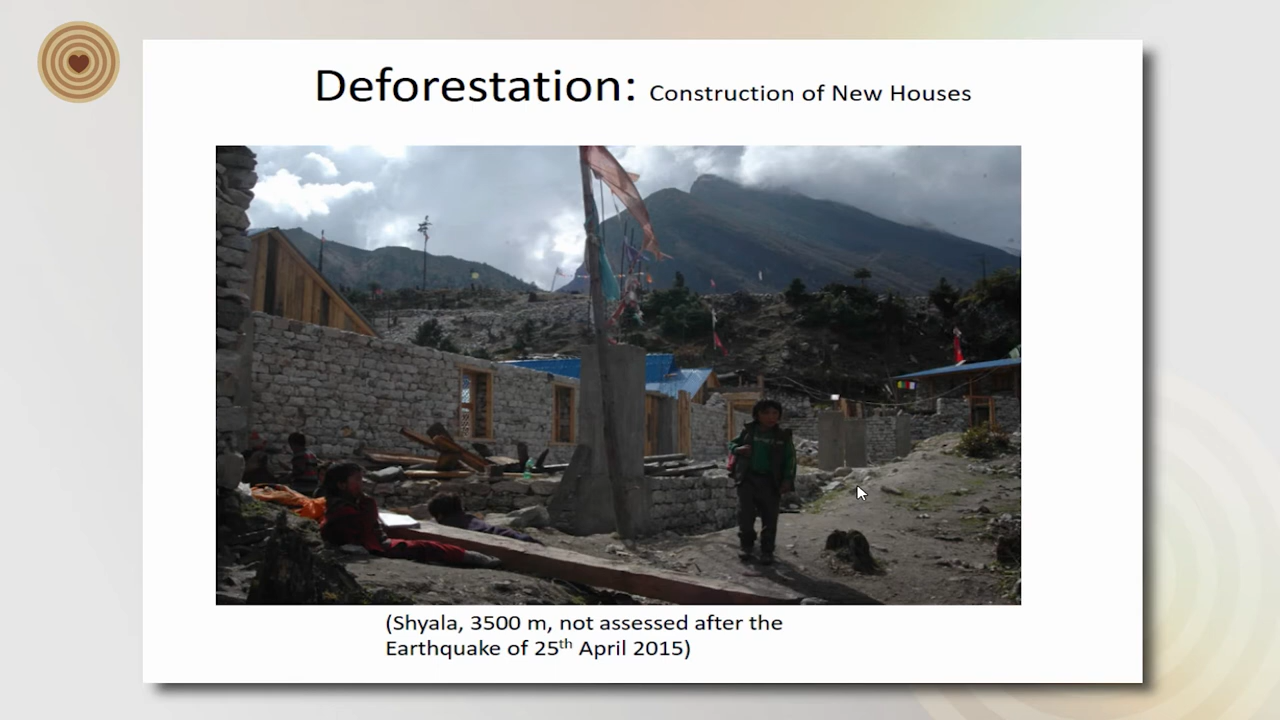 Deforestation: Construction of New Houses
(Shyala, 3500 m, not assessed after the
Earthquake of 25th April 2015)